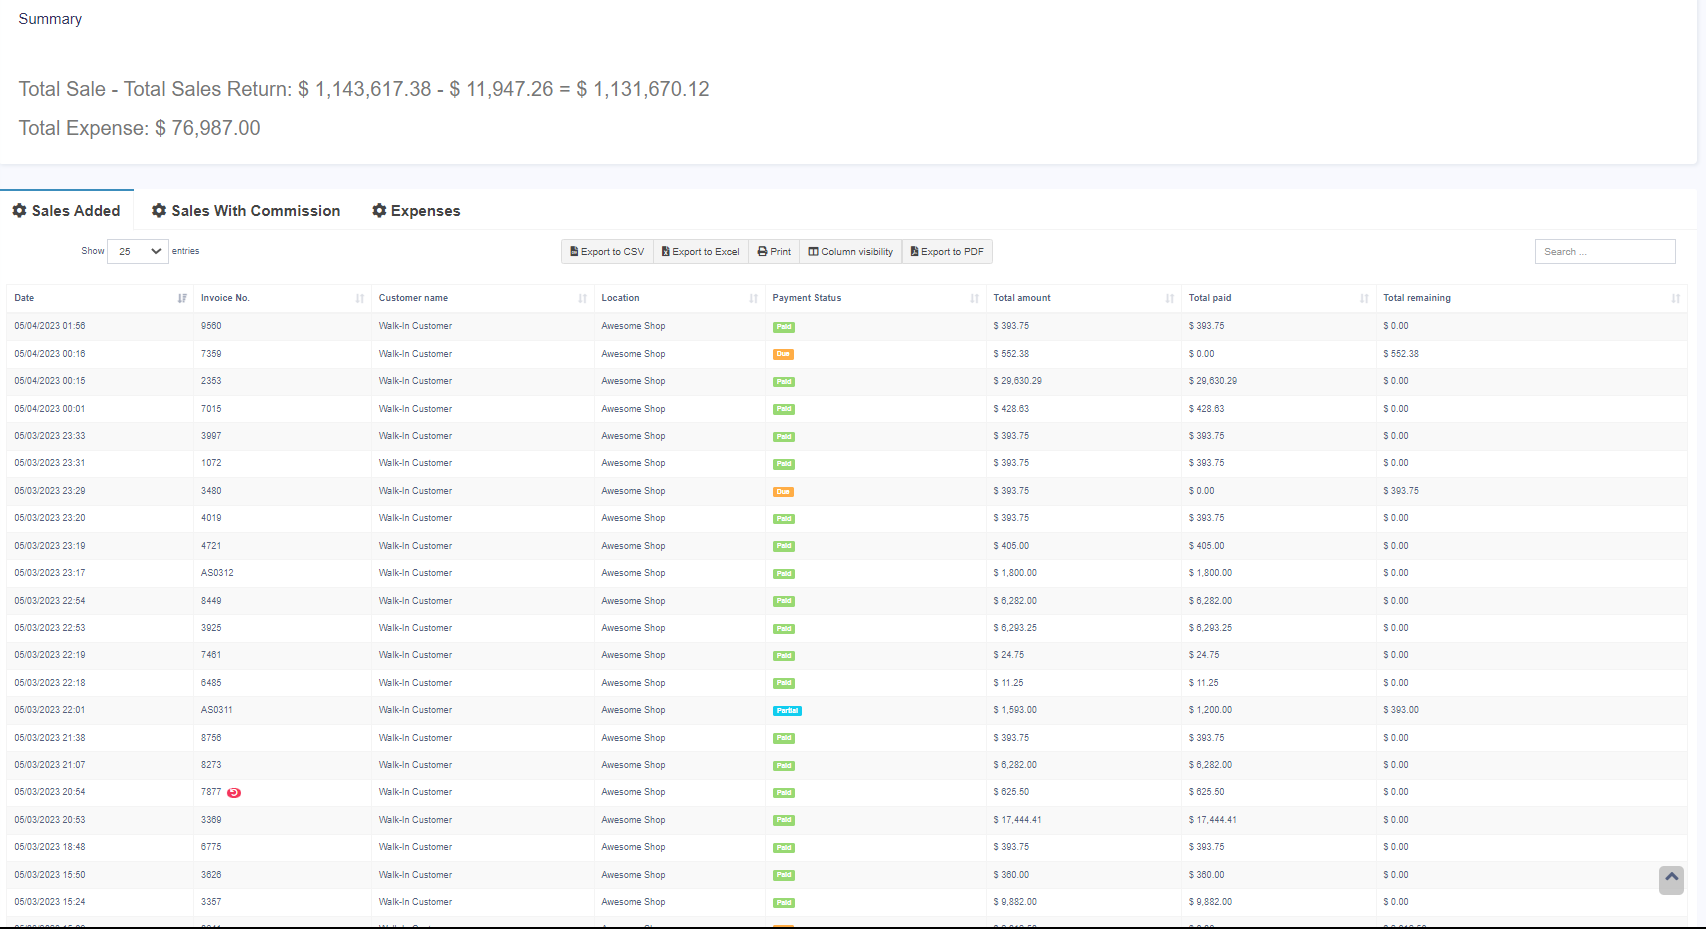 Summary
Total Sale - Total Sales Return: $ 1,143,617.38 - $ 11,947.26 = $ 1,131,670.12
Total Expense: $ 76,987.00
Sales Added Sales With Commission Expenses
Show 25 entries Export to CSV Export to Excel Print Column visibility Export to PDF Search ...
Date Invoice No. Customer name Location Payment Status Total amount Total paid Total remaining
05/04/2023 01:56 9560 Walk-In Customer Awesome Shop Paid $ 393.75 $ 393.75 $ 0.00
05/04/2023 00:16 7359 Walk-In Customer Awesome Shop Due $ 552.38 $ 0.00 $ 552.38
05/04/2023 00:15 2353 Walk-In Customer Awesome Shop Paid $ 29,630.29 $ 29,630.29 $ 0.00
05/04/2023 00:01 7015 Walk-In Customer Awesome Shop Paid $ 428.63 $ 428.63 $ 0.00
05/03/2023 23:33 3997 Walk-In Customer Awesome Shop Paid $ 393.75 $ 393.75 $ 0.00
05/03/2023 23:31 1072 Walk-In Customer Awesome Shop Paid $ 393.75 $ 393.75 $ 0.00
05/03/2023 23:29 3480 Walk-In Customer Awesome Shop Due $ 393.75 $ 0.00 $ 393.75
05/03/2023 23:20 4019 Walk-In Customer Awesome Shop Paid $ 393.75 $ 393.75 $ 0.00
05/03/2023 23:19 4721 Walk-In Customer Awesome Shop Paid $ 405.00 $ 405.00 $ 0.00
05/03/2023 23:17 AS0312 Walk-In Customer Awesome Shop Paid $ 1,800.00 $ 1,800.00 $ 0.00
05/03/2023 22:54 8449 Walk-In Customer Awesome Shop Paid $ 6,282.00 $ 6,282.00 $ 0.00
05/03/2023 22:53 3925 Walk-In Customer Awesome Shop Paid $ 6,293.25 $ 6,293.25 $ 0.00
05/03/2023 22:19 7461 Walk-In Customer Awesome Shop Paid $ 24.75 $ 24.75 $ 0.00
05/03/2023 22:18 6485 Walk-In Customer Awesome Shop Paid $ 11.25 $ 11.25 $ 0.00
05/03/2023 22:01 AS0311 Walk-In Customer Awesome Shop Partial $ 1,593.00 $ 1,200.00 $ 393.00
05/03/2023 21:38 8756 Walk-In Customer Awesome Shop Paid $ 393.75 $ 393.75 $ 0.00
05/03/2023 21:07 8273 Walk-In Customer Awesome Shop Paid $ 6,282.00 $ 6,282.00 $ 0.00
05/03/2023 20:54 7877 Walk-In Customer Awesome Shop Paid $ 625.50 $ 625.50 $ 0.00
05/03/2023 20:53 3369 Walk-In Customer Awesome Shop Paid $ 17,444.41 $ 17,444.41 $ 0.00
05/03/2023 18:48 6775 Walk-In Customer Awesome Shop Paid $ 393.75 $ 393.75 $ 0.00
05/03/2023 15:50 3626 Walk-In Customer Awesome Shop Paid $ 360.00 $ 360.00 $ 0.00
05/03/2023 15:24 3357 Walk-In Customer Awesome Shop Paid $ 9,882.00 $ 9,882.00 $ 0.00